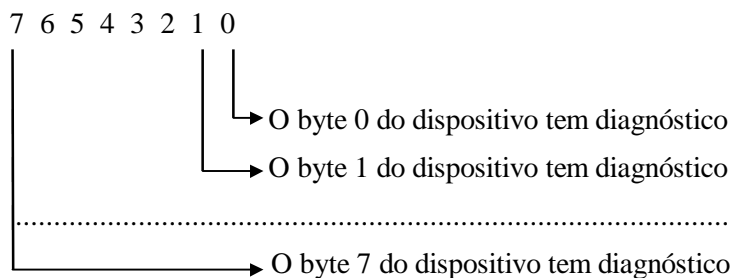 7 6 5 4 3 2 1 0
O byte 0 do dispositivo tem diagnóstico
O byte 1 do dispositivo tem diagnóstico
................................................................................................
O byte 7 do dispositivo tem diagnóstico